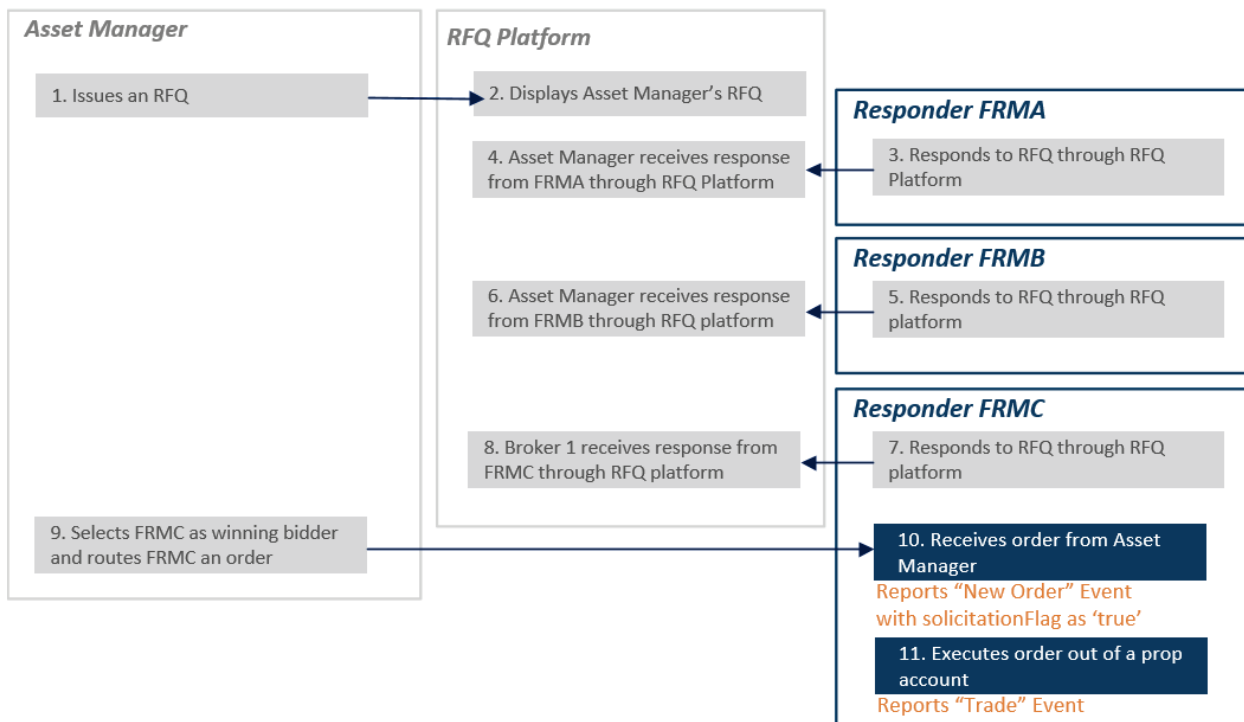 Asset Manager
RFQ Platform
1. Issues an RFQ
2. Displays Asset Manager's RFQ
Responder FRMA
4. Asset Manager receives response
from FRMA through RFQ Platform
3. Responds to RFQ through RFQ
Platform
Responder FRMB
6. Asset Manager receives response
from FRMB through RFQ platform
5. Responds to RFQ through RFQ
platform
Responder FRMC
8. Broker 1 receives response from
FRMC through RFQ platform
7. Responds to RFQ through RFQ
platform
9. Selects FRMC as winning bidder
and routes FRMC an order
10. Receives order from Asset
Manager
Reports “New Order” Event
with solicitationFlag as ‘true’
11. Executes order out of a prop
account
Reports “Trade” Event